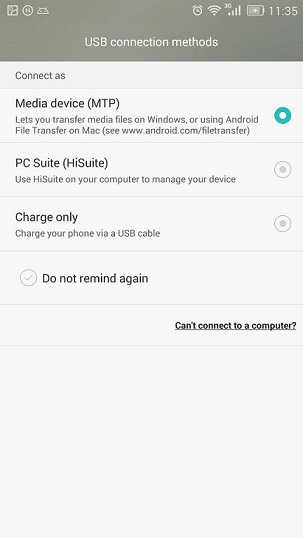 3G 11:35
USB connection methods
Connect as
Media device (MTP)
Lets you transfer media files on Windows, or using Android
File Transfer on Mac (see www.android.com/filetransfer)
PC Suite (HiSuite)
Use HiSuite on your computer to manage your device
Charge only
Charge your phone via a USB cable
Do not remind again
Can't connect to a computer?